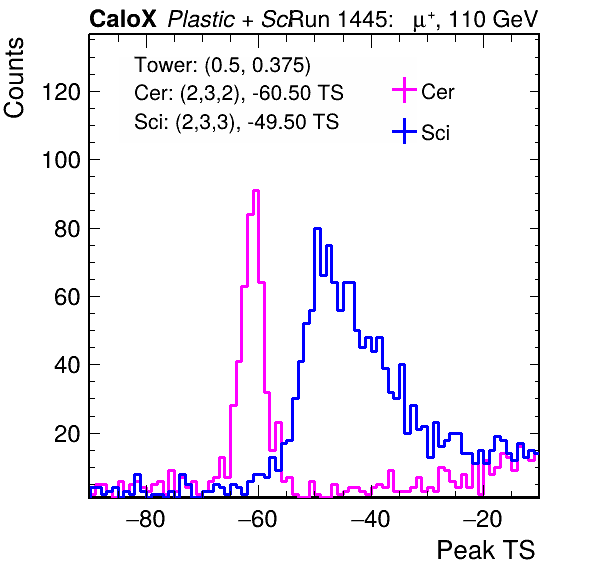 CaloX Plastic + Sci Run 1445: μ⁺, 110 GeV
Counts
Tower: (0.5, 0.375)
Cer: (2,3,2), -60.50 TS
Sci: (2,3,3), -49.50 TS
Cer
Sci
120
100
80
60
40
20
−80 −60 −40 −20
Peak TS